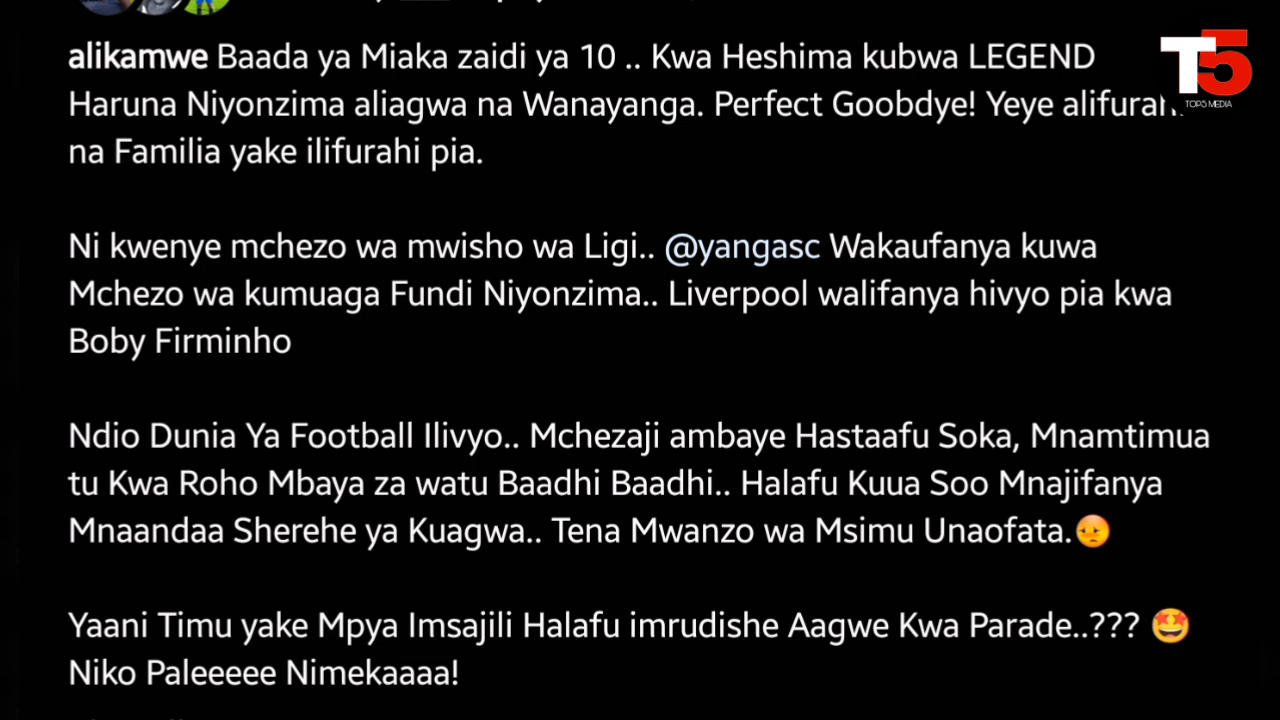 alikamwe Baada ya Miaka zaidi ya 10 .. Kwa Heshima kubwa LEGEND
Haruna Niyonzima aliagwa na Wanayanga. Perfect Goobdye! Yeye alifurahi
na Familia yake ilifurahi pia.
Ni kwenye mchezo wa mwisho wa Ligi.. @yangasc Wakaufanya kuwa
Mchezo wa kumuaga Fundi Niyonzima.. Liverpool walifanya hivyo pia kwa
Boby Firminho
Ndio Dunia Ya Football Ilivyo.. Mchezaji ambaye Hastaafu Soka, Mnamtimua
tu Kwa Roho Mbaya za watu Baadhi Baadhi.. Halafu Kuua Soo Mnajifanya
Mnaandaa Sherehe ya Kuagwa.. Tena Mwanzo wa Msimu Unaofata.😳
Yaani Timu yake Mpya Imsajili Halafu imrudishe Aagwe Kwa Parade..??? 🤩
Niko Paleeeee Nimekaaaa!
T5
TOP5 MEDIA